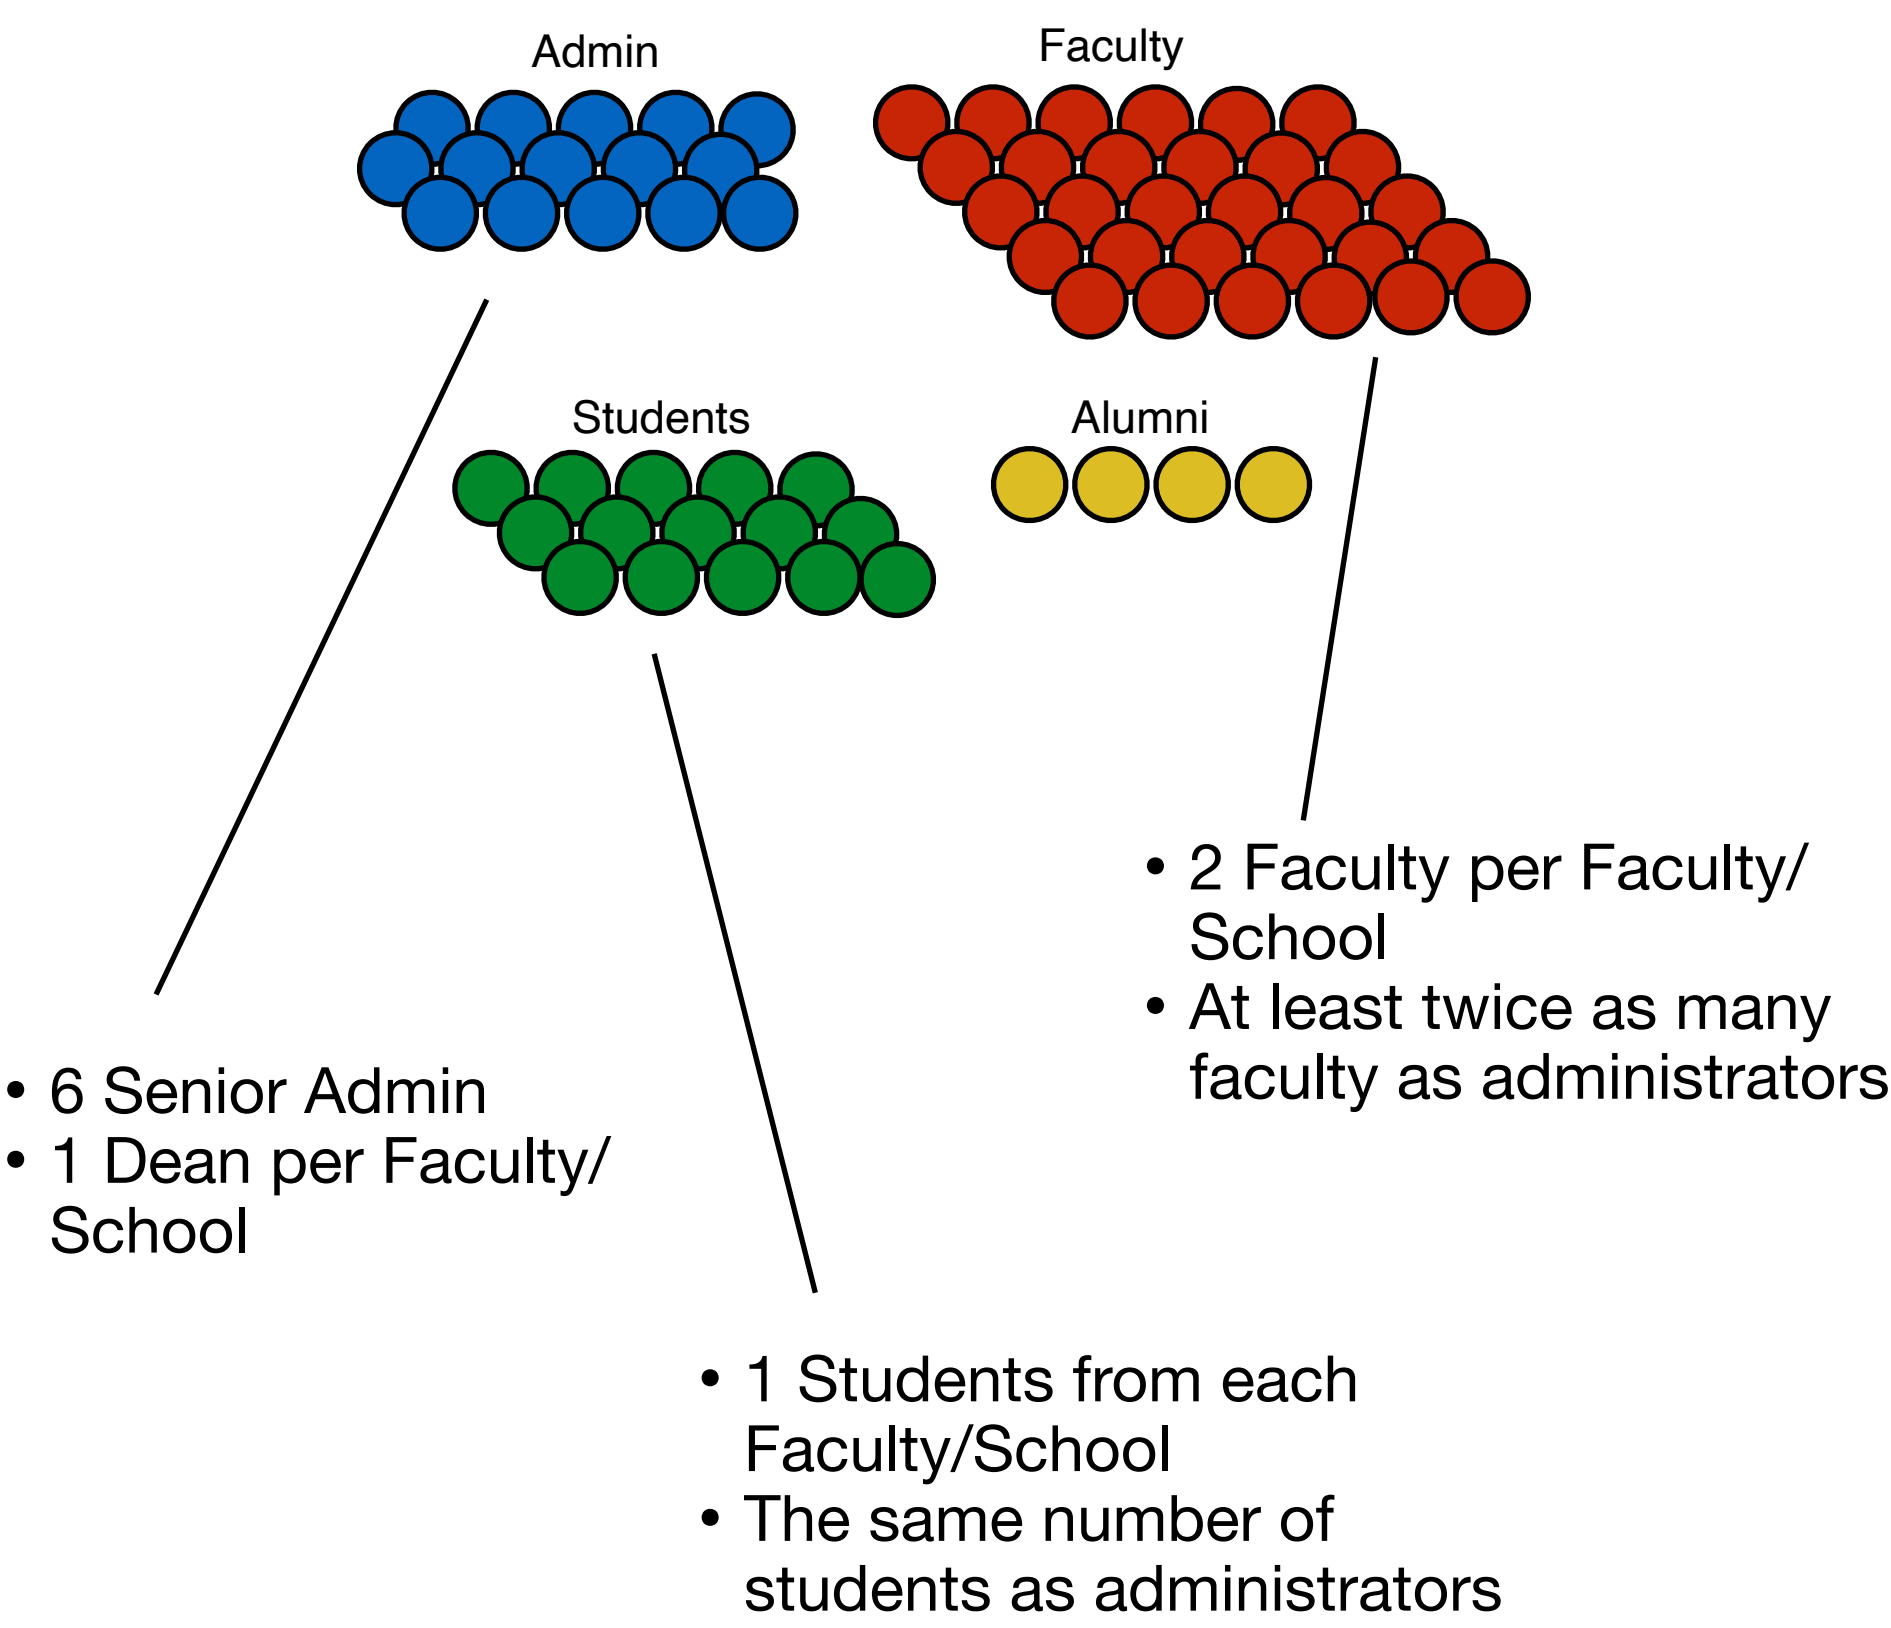 Admin
Faculty
Students
Alumni
• 2 Faculty per Faculty/
School
• At least twice as many
faculty as administrators
• 6 Senior Admin
• 1 Dean per Faculty/
School
• 1 Students from each
Faculty/School
• The same number of
students as administrators